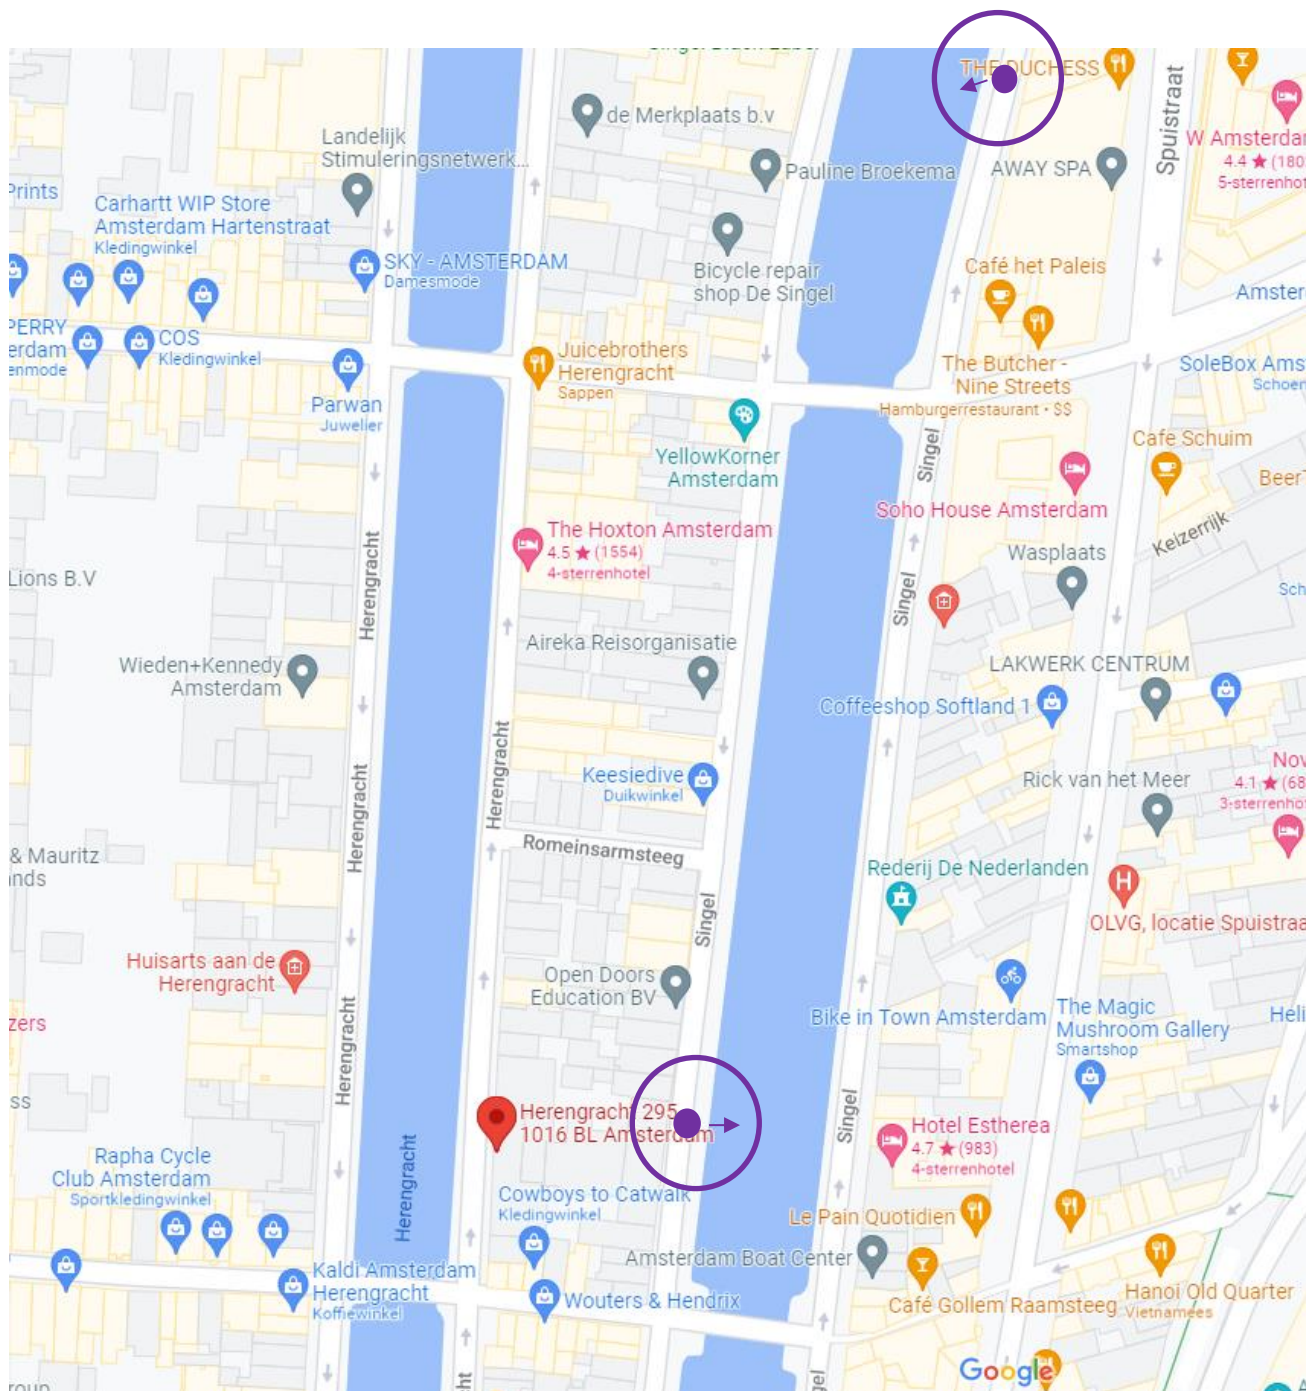 THE DUCHESS
de Merkplaats b.v
Spuistraat
Landelijk
Stimuleringsnetwerk...
W Amsterdam
4.4 ★ (180
5-sterrenhot
Pauline Broekema
AWAY SPA
Prints
Carhartt WIP Store
Amsterdam Hartenstraat
Kledingwinkel
SKY - AMSTERDAM
Damesmode
Bicycle repair
shop De Singel
Café het Paleis
Amster
PERRY
erdam
enmode
COS
Kledingwinkel
Juicebrothers
Herengracht
Sappen
The Butcher -
Nine Streets
Hamburgerrestaurant • $$
SoleBox Ams
Schoen
Parwan
Juwelier
YellowKorner
Amsterdam
Singel
Cafe Schuim
Beer
Soho House Amsterdam
The Hoxton Amsterdam
4.5 ★ (1554)
4-sterrenhotel
Keizerrijk
Wasplaats
Lions B.V
Herengracht
Singel
Sch
Aireka Reisorganisatie
Wieden+Kennedy
Amsterdam
LAKWERK CENTRUM
Coffeeshop Softland 1
Herengracht
Herengracht
Keesiedive
Duikwinkel
Rick van het Meer
Nov
4.1 ★ (68
3-sterrenhot
Romeinsarmsteeg
& Mauritz
ands
Rederij De Nederlanden
H
Singel
OLVG, locatie Spuistraa
Huisarts aan de
Herengracht
Open Doors
Education BV
Bike in Town Amsterdam
The Magic
Mushroom Gallery
Smartshop
Heli
zers
Herengracht
ss
Herengracht 295
1016 BL Amsterdam
Singel
Hotel Estherea
4.7 ★ (983)
4-sterrenhotel
Rapha Cycle
Club Amsterdam
Sportkledingwinkel
Herengracht
Cowboys to Catwalk
Kledingwinkel
Le Pain Quotidien
Amsterdam Boat Center
Kaldi Amsterdam
Herengracht
Koffiewinkel
Wouters & Hendrix
Café Gollem Raamsteeg
Hanoi Old Quarter
Vietnamees
Google
roup
ht
gel